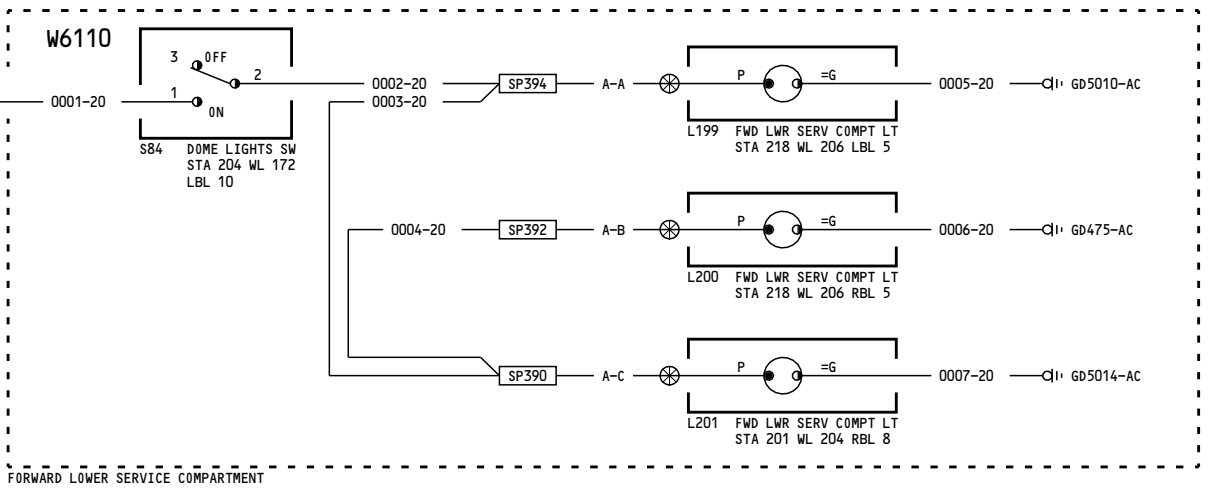 W6110
3 OFF
2
1
ON
0001-20
S84 DOME LIGHTS SW
STA 204 WL 172
LBL 10
0002-20
0003-20
SP394
A-A
P
=G
0005-20
GD5010-AC
L199 FWD LWR SERV COMPT LT
STA 218 WL 206 LBL 5
0004-20
SP392
A-B
P
=G
0006-20
GD475-AC
L200 FWD LWR SERV COMPT LT
STA 218 WL 206 RBL 5
SP390
A-C
P
=G
0007-20
GD5014-AC
L201 FWD LWR SERV COMPT LT
STA 201 WL 204 RBL 8
FORWARD LOWER SERVICE COMPARTMENT